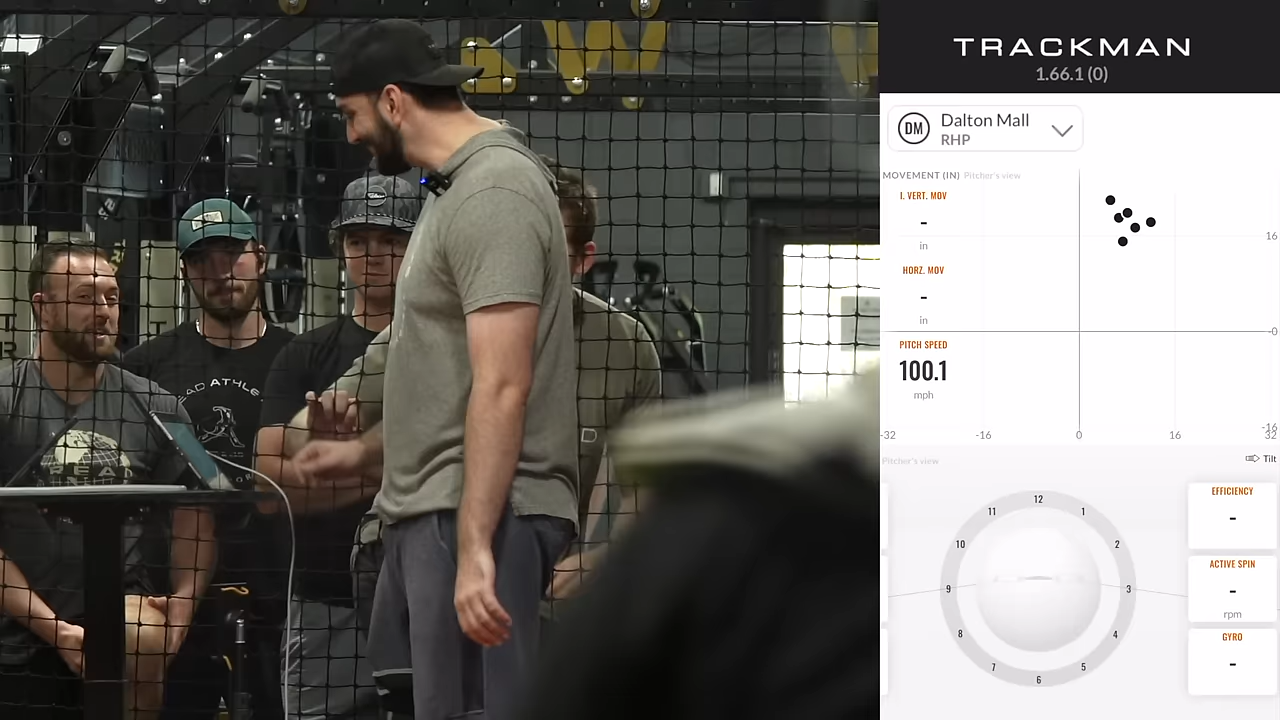 TRACKMAN
1.66.1 (0)
DM
Dalton Mall
RHP
MOVEMENT (IN) Pitcher's view
I. VERT. MOV
-
in
HORZ. MOV
-
in
PITCH SPEED
100.1
mph
16
0
-16
-32 -16 0 16 32
Pitcher's view
Tilt
12
1
2
3
4
5
6
7
8
9
10
11
EFFICIENCY
-
ACTIVE SPIN
-
rpm
GYRO
-
EAD ATHLE
W
D